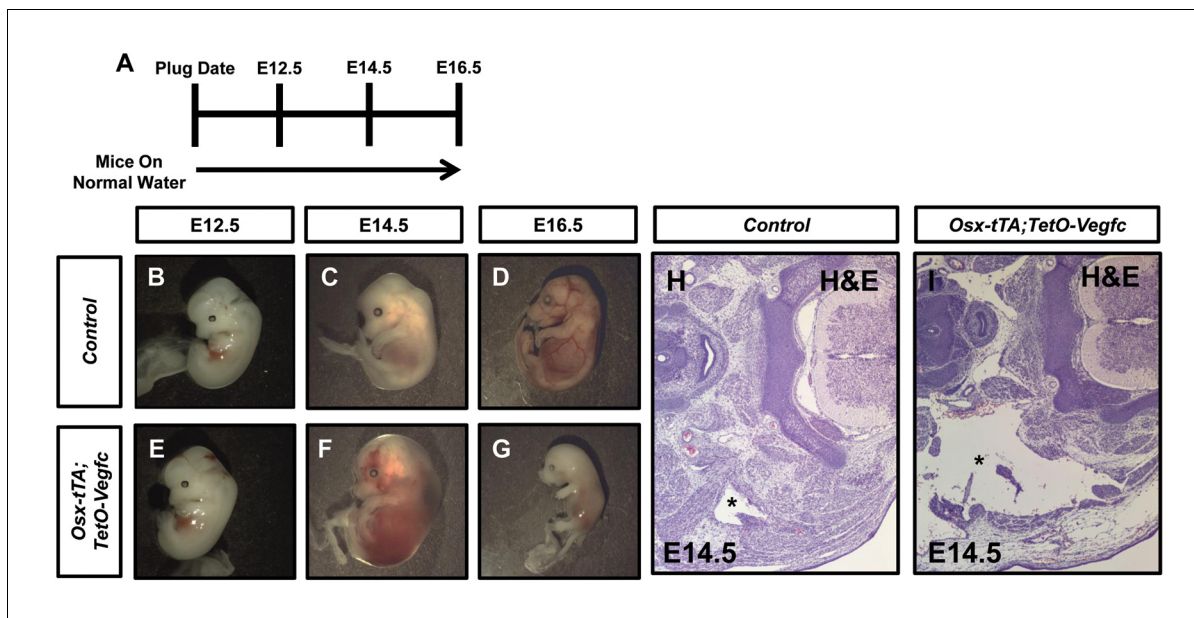 A
Plug Date E12.5 E14.5 E16.5
Mice On
Normal Water
E12.5 E14.5 E16.5 Control Osx-tTA;TetO-Vegfc
Control
B C D H H&E I H&E
Osx-tTA;
TetO-Vegfc
E F G * *
E14.5 E14.5